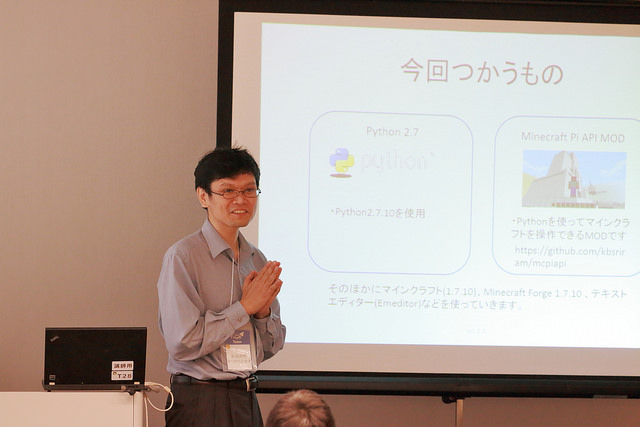 今回つかうもの
Python 2.7
python
・Python2.7.10を使用
Minecraft Pi API MOD
・Pythonを使ってマインクラ
フトを操作できるMODです
https://github.com/kbsrir
am/mcpiapi
そのほかにマインクラフト(1.7.10)、Minecraft Forge 1.7.10 、テキスト
エディター(Emeditor)などを使っていきます。
講師用
T28